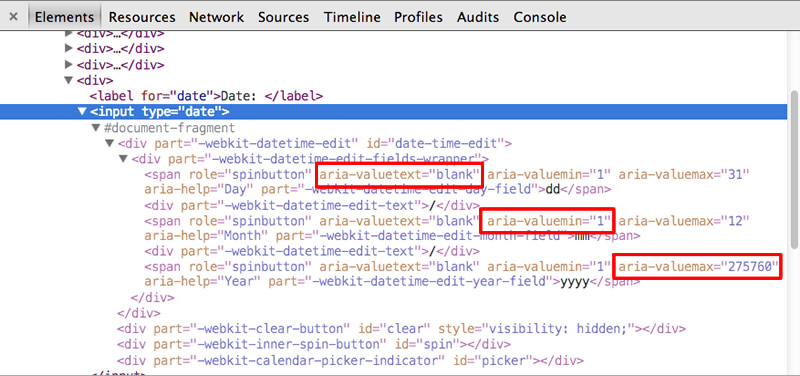 × Elements Resources Network Sources Timeline Profiles Audits Console
▶<div>…</div>
▶<div>…</div>
▶<div>…</div>
▼<div>
<label for="date">Date: </label>
▼<input type="date">
▼#document-fragment
▼<div part="-webkit-datetime-edit" id="date-time-edit">
▼<div part="-webkit-datetime-edit-fields-wrapper">
<span role="spinbutton" aria-valuetext="blank" aria-valuemin="1" aria-valuemax="31"
aria-help="Day" part="-webkit-datetime-edit-day-field">dd</span>
<div part="-webkit-datetime-edit-text">/</div>
<span role="spinbutton" aria-valuetext="blank" aria-valuemin="1" aria-valuemax="12"
aria-help="Month" part="-webkit-datetime-edit-month-field">mm</span>
<div part="-webkit-datetime-edit-text">/</div>
<span role="spinbutton" aria-valuetext="blank" aria-valuemin="1" aria-valuemax="275760"
aria-help="Year" part="-webkit-datetime-edit-year-field">yyyy</span>
</div>
</div>
<div part="-webkit-clear-button" id="clear" style="visibility: hidden;"></div>
<div part="-webkit-inner-spin-button" id="spin"></div>
<div part="-webkit-calendar-picker-indicator" id="picker"></div>
</input>